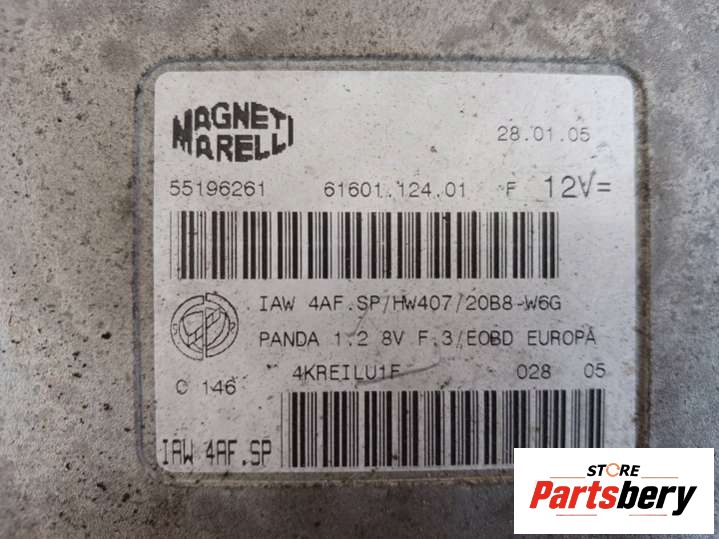 MAGNETI
MARELLI
28.01.05
55196261 61601.124.01 F 12V=
IAW 4AF.SP/HW407/20B8-W6G
PANDA 1.2 8V F.3/EOBD EUROPA
4KREILU1F 028 05
C 146
IAW 4AF.SP
STORE
Partsbery